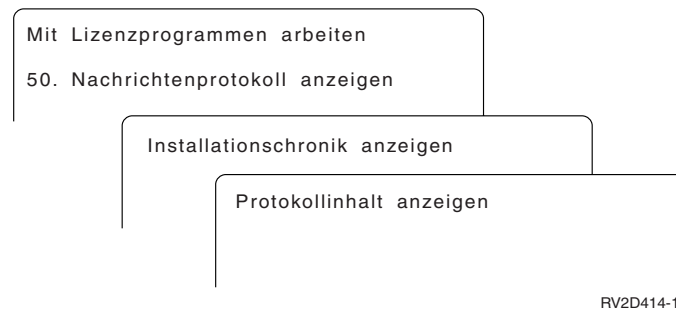 Mit Lizenzprogrammen arbeiten
50. Nachrichtenprotokoll anzeigen
Installationschronik anzeigen
Protokollinhalt anzeigen
RV2D414-1